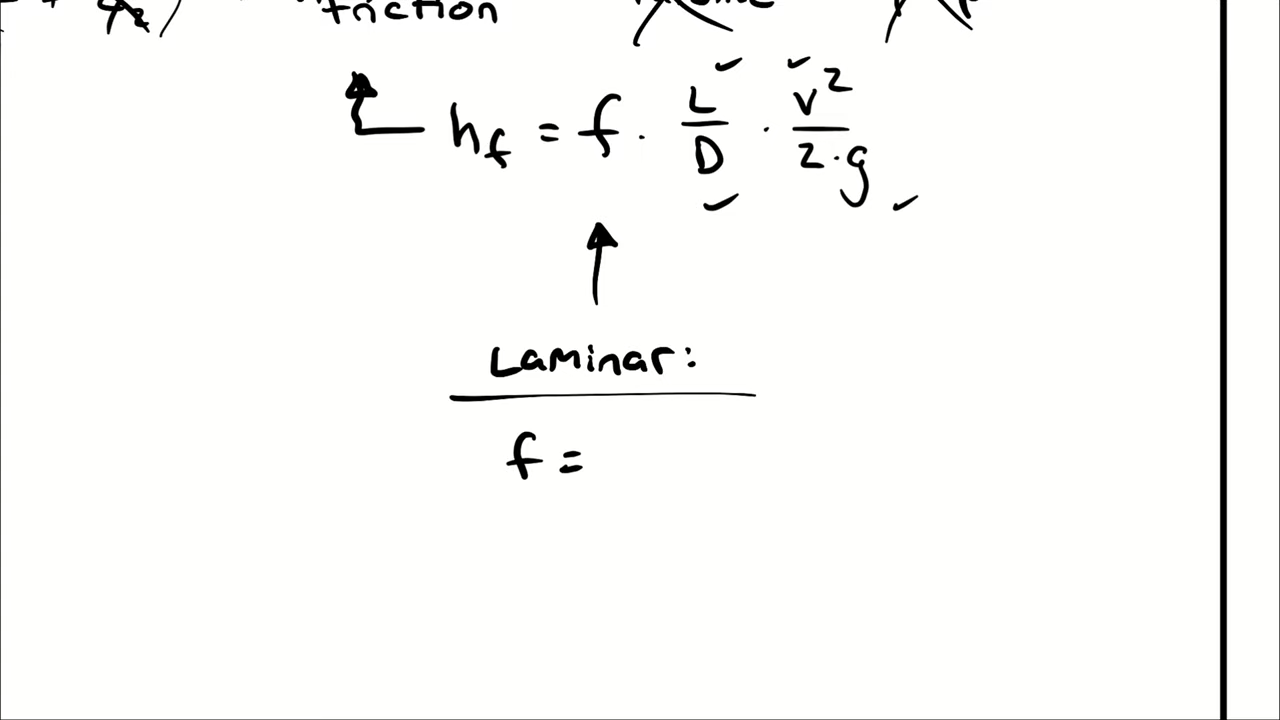 friction
h_f = f · L/D · v²/2·g
Laminar:
f =